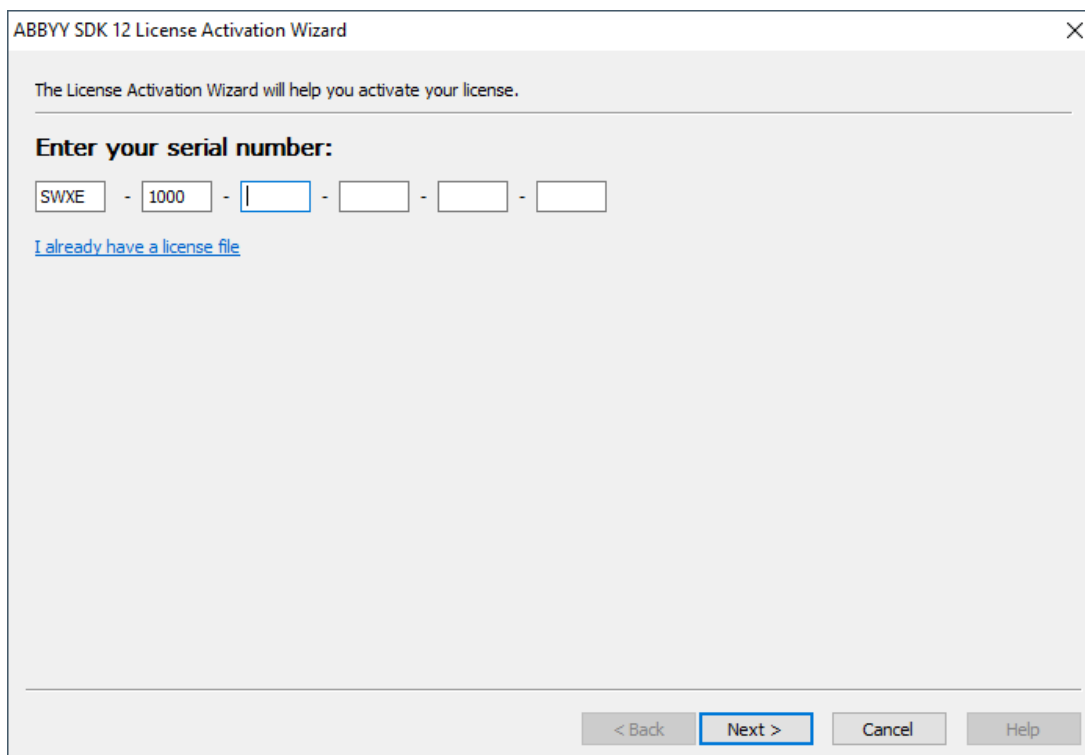 ABBYY SDK 12 License Activation Wizard
The License Activation Wizard will help you activate your license.
Enter your serial number:
SWXE - 1000 - - - -
I already have a license file
< Back Next > Cancel Help